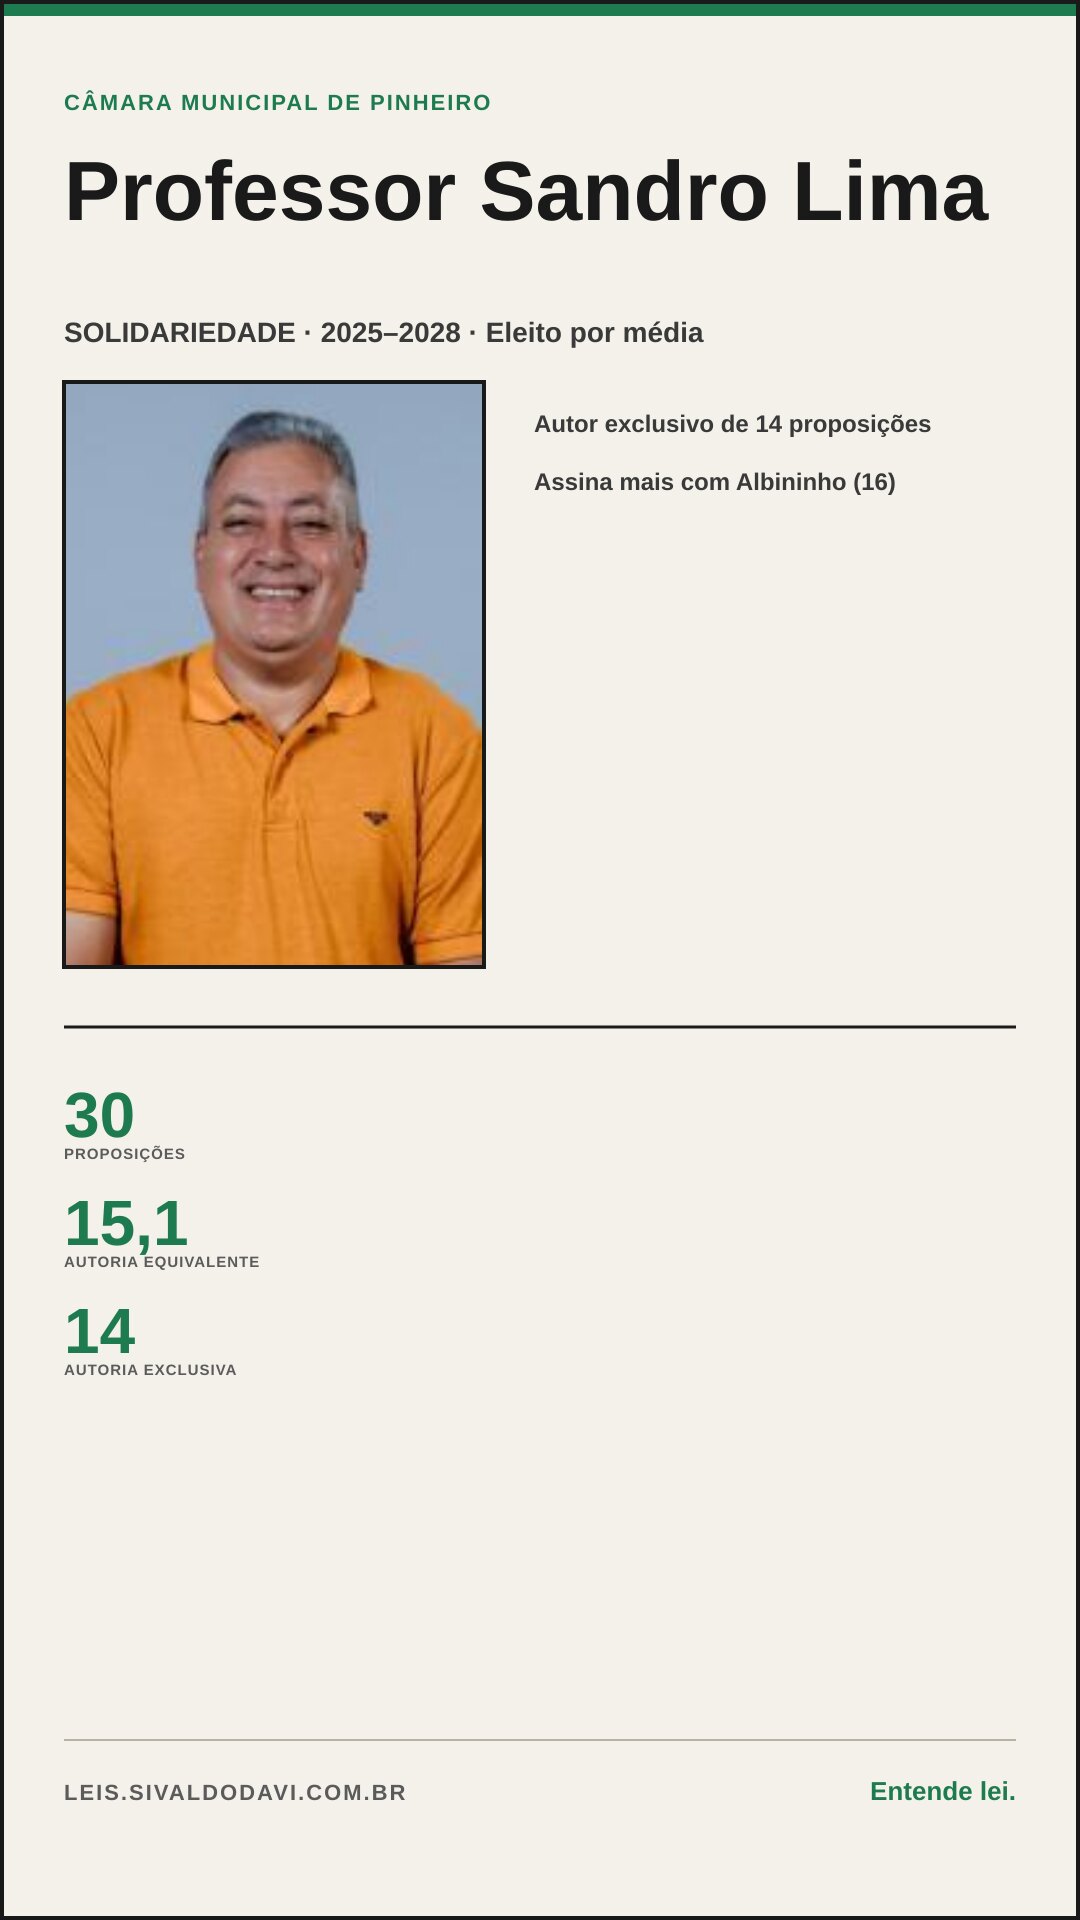 CÂMARA MUNICIPAL DE PINHEIRO
Professor Sandro Lima
SOLIDARIEDADE · 2025–2028 · Eleito por média
Autor exclusivo de 14 proposições
Assina mais com Albininho (16)
30
PROPOSIÇÕES
15,1
AUTORIA EQUIVALENTE
14
AUTORIA EXCLUSIVA
LEIS.SIVALDODAVI.COM.BR
Entende lei.